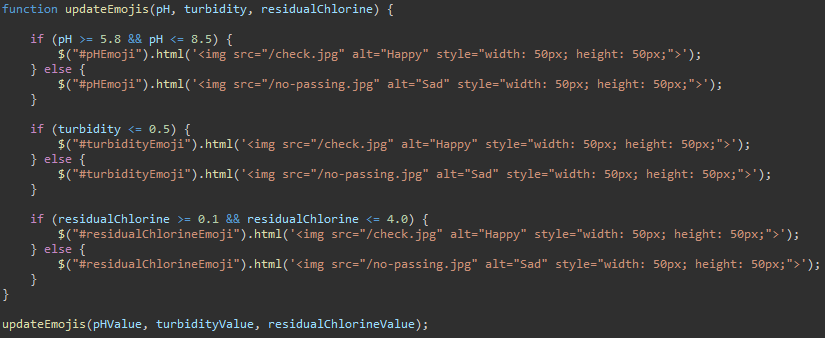 function updateEmojis(pH, turbidity, residualChlorine) {
if (pH >= 5.8 && pH <= 8.5) {
$("#pHEmoji").html('<img src="/check.jpg" alt="Happy" style="width: 50px; height: 50px;">');
} else {
$("#pHEmoji").html('<img src="/no-passing.jpg" alt="Sad" style="width: 50px; height: 50px;">');
}
if (turbidity <= 0.5) {
$("#turbidityEmoji").html('<img src="/check.jpg" alt="Happy" style="width: 50px; height: 50px;">');
} else {
$("#turbidityEmoji").html('<img src="/no-passing.jpg" alt="Sad" style="width: 50px; height: 50px;">');
}
if (residualChlorine >= 0.1 && residualChlorine <= 4.0) {
$("#residualChlorineEmoji").html('<img src="/check.jpg" alt="Happy" style="width: 50px; height: 50px;">');
} else {
$("#residualChlorineEmoji").html('<img src="/no-passing.jpg" alt="Sad" style="width: 50px; height: 50px;">');
}
}
updateEmojis(pHValue, turbidityValue, residualChlorineValue);